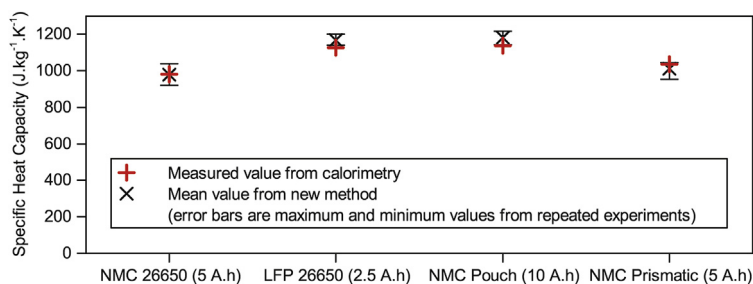 Specific Heat Capacity (J.kg⁻¹.K⁻¹)
1200
1000
800
600
400
200
0
Measured value from calorimetry
Mean value from new method
(error bars are maximum and minimum values from repeated experiments)
NMC 26650 (5 A.h) LFP 26650 (2.5 A.h) NMC Pouch (10 A.h) NMC Prismatic (5 A.h)